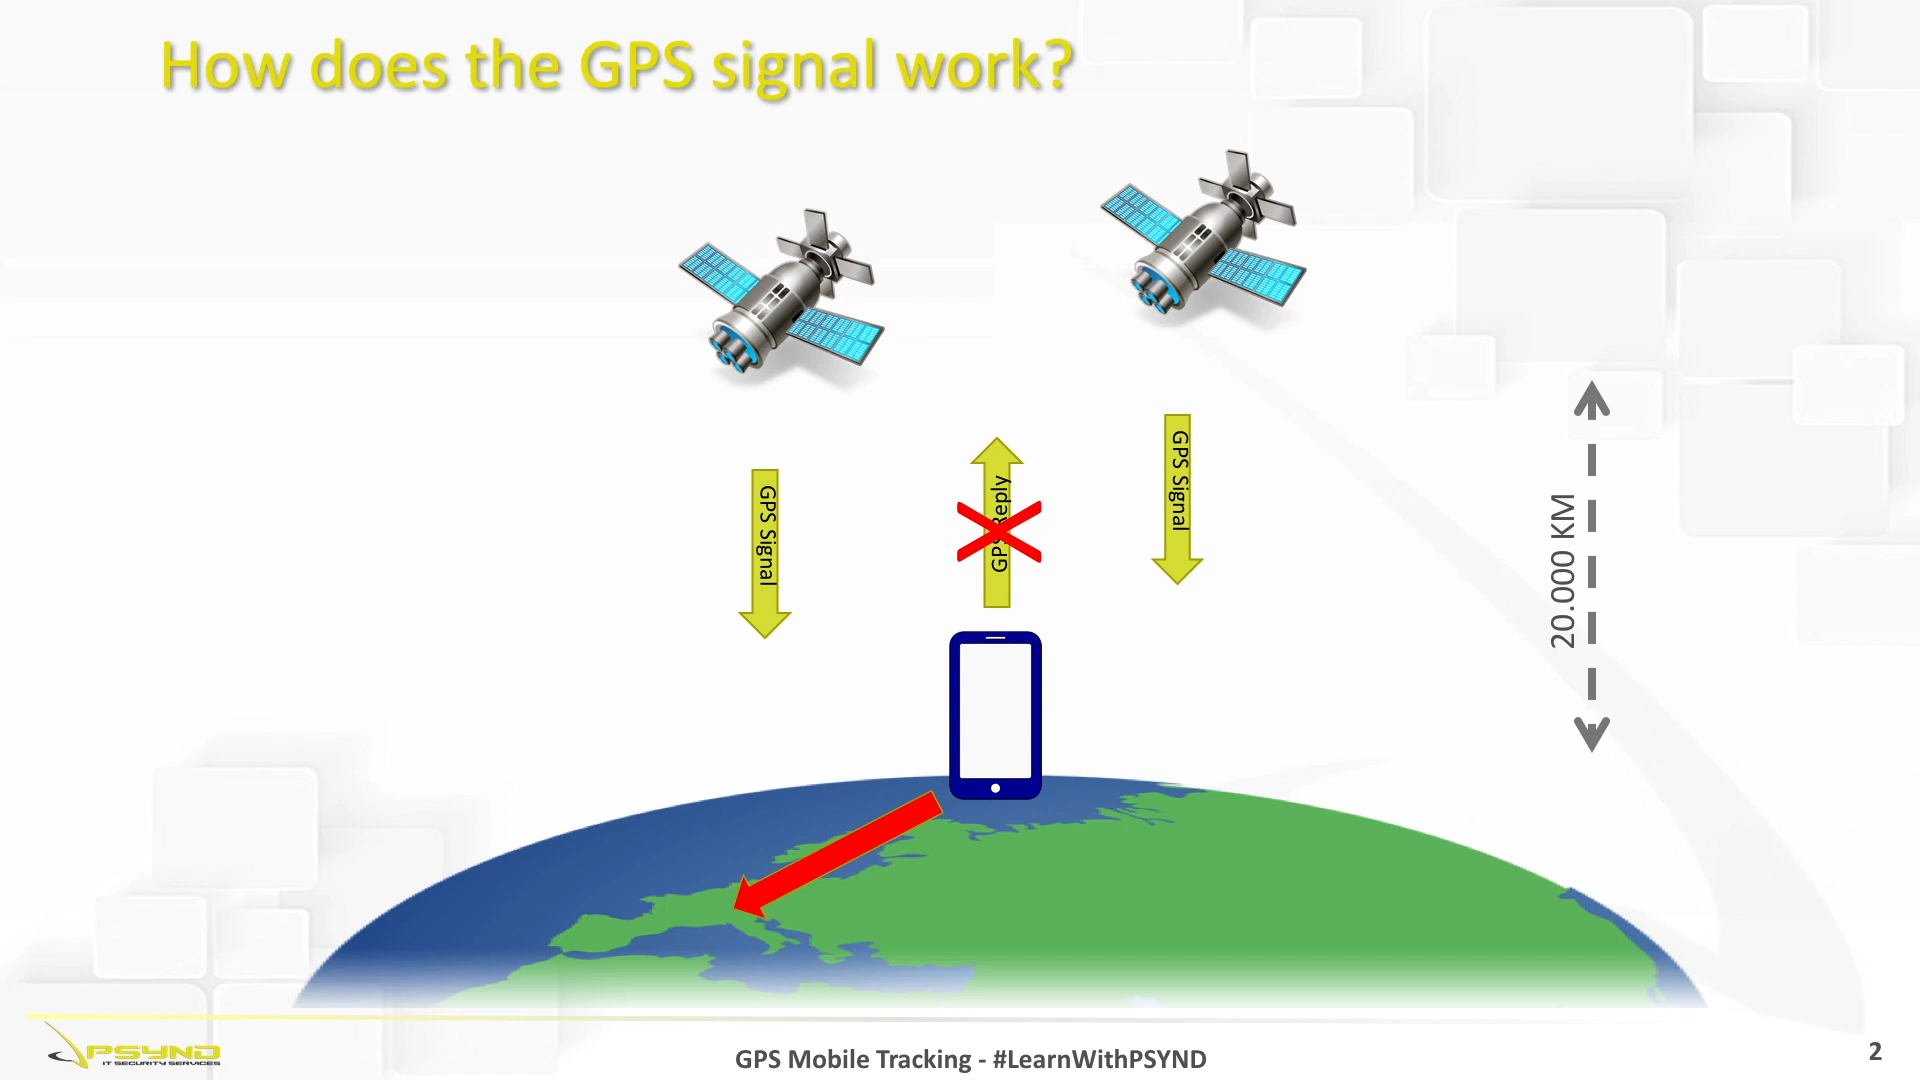 How does the GPS signal work?
GPS Signal
GPS Reply
GPS Signal
20.000 KM
PSYND
IT SECURITY SERVICES
GPS Mobile Tracking - #LearnWithPSYND
2